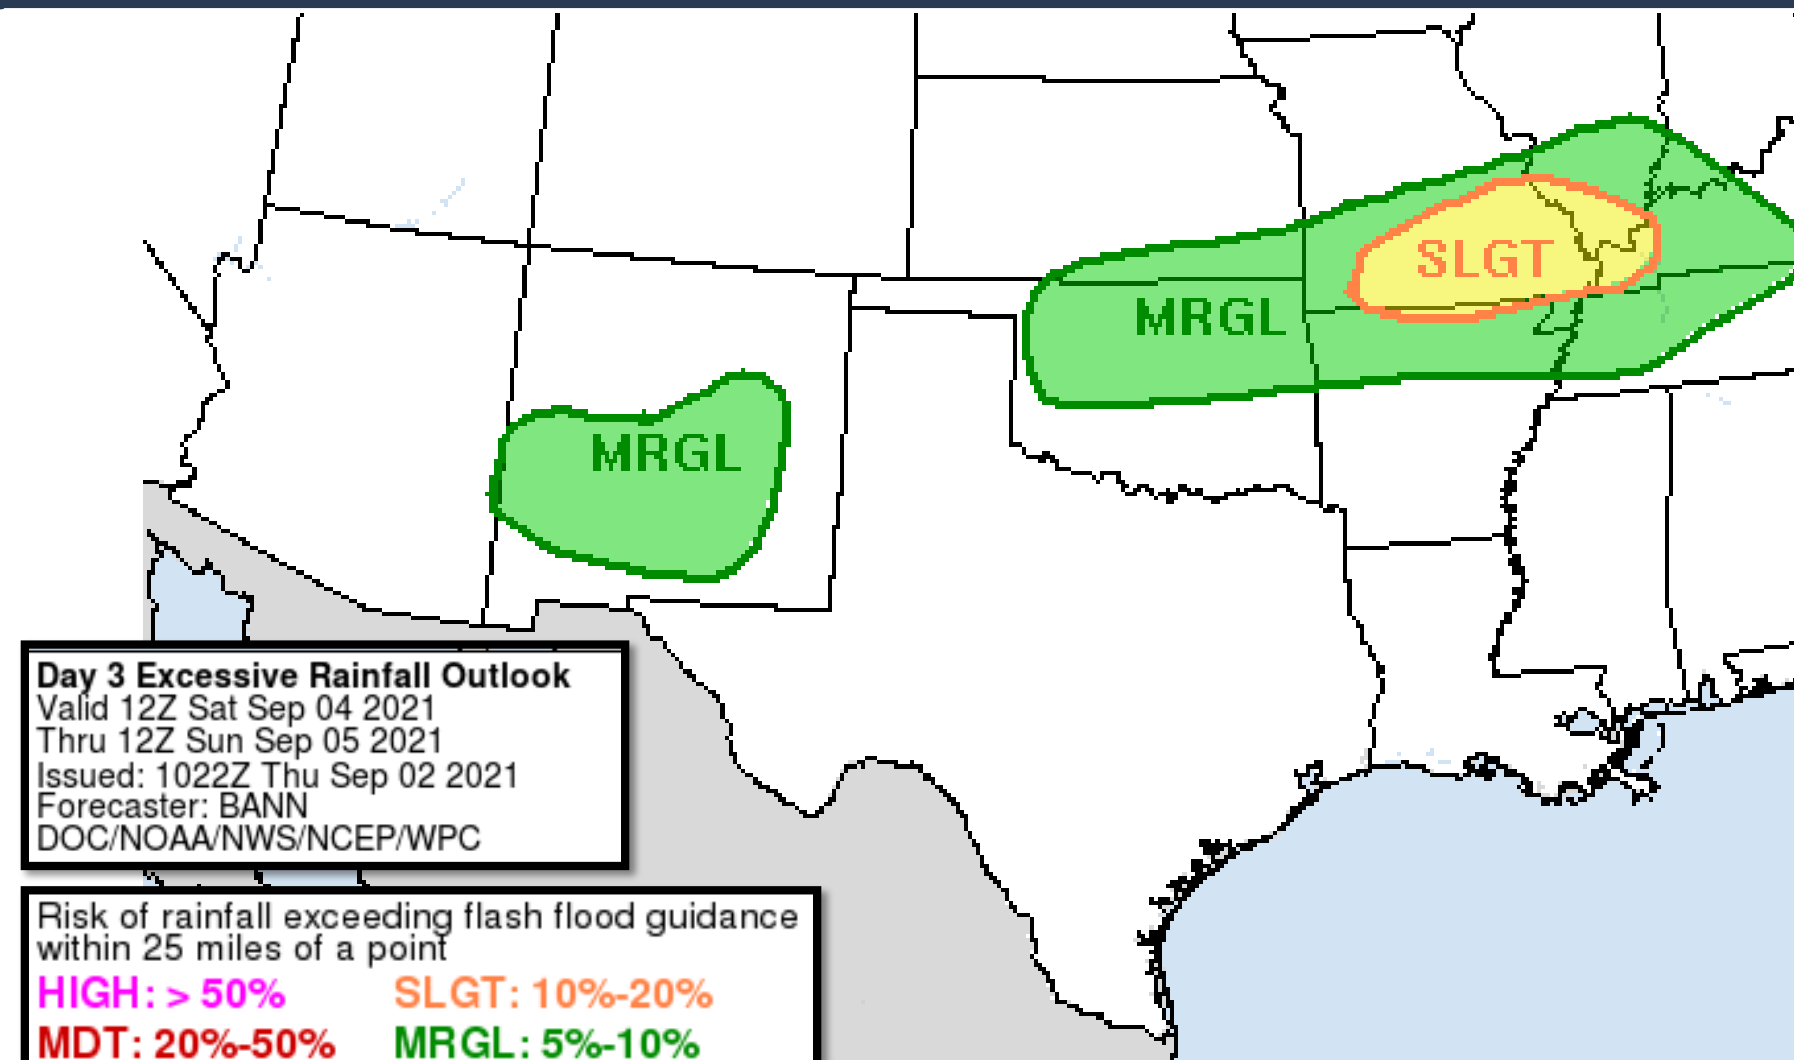 SLGT
MRGL
MRGL
Day 3 Excessive Rainfall Outlook
Valid 12Z Sat Sep 04 2021
Thru 12Z Sun Sep 05 2021
Issued: 1022Z Thu Sep 02 2021
Forecaster: BANN
DOC/NOAA/NWS/NCEP/WPC
Risk of rainfall exceeding flash flood guidance
within 25 miles of a point
HIGH: > 50% SLGT: 10%-20%
MDT: 20%-50% MRGL: 5%-10%